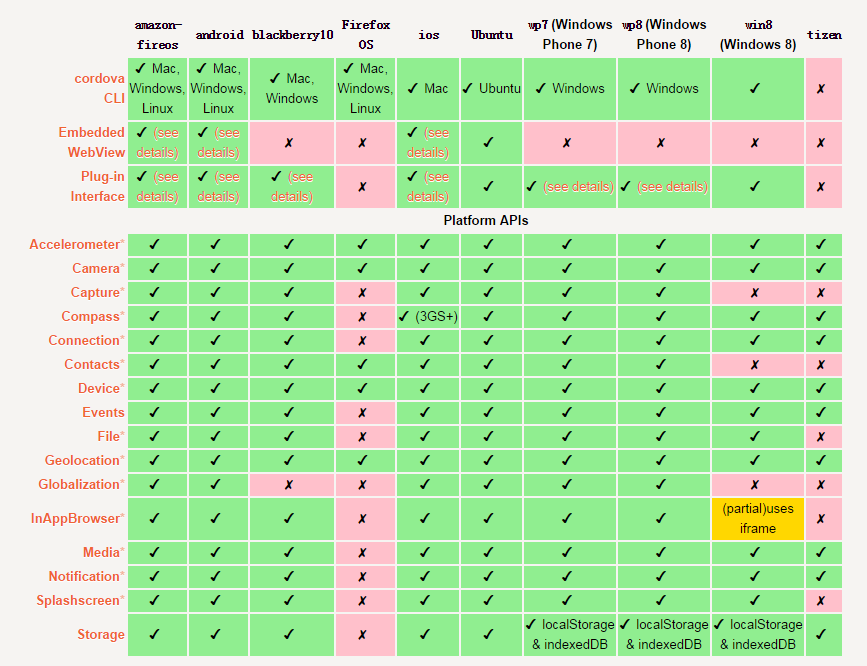 amazon-fireos android blackberry10 Firefox OS ios Ubuntu wp7 (Windows Phone 7) wp8 (Windows Phone 8) win8 (Windows 8) tizen
cordova CLI ✔ Mac, Windows, Linux ✔ Mac, Windows, Linux ✔ Mac, Windows ✔ Mac, Windows, Linux ✔ Mac ✔ Ubuntu ✔ Windows ✔ Windows ✔ ✗
Embedded WebView ✔ (see details) ✔ (see details) ✗ ✗ ✔ (see details) ✔ ✗ ✗ ✗ ✗
Plug-in Interface ✔ (see details) ✔ (see details) ✔ (see details) ✗ ✔ (see details) ✔ ✔ (see details) ✔ (see details) ✔ ✗
Platform APIs
Accelerometer* ✔ ✔ ✔ ✔ ✔ ✔ ✔ ✔ ✔ ✔
Camera* ✔ ✔ ✔ ✔ ✔ ✔ ✔ ✔ ✔ ✔
Capture* ✔ ✔ ✔ ✗ ✔ ✔ ✔ ✔ ✗ ✗
Compass* ✔ ✔ ✔ ✗ ✔ (3GS+) ✔ ✔ ✔ ✔ ✔
Connection* ✔ ✔ ✔ ✗ ✔ ✔ ✔ ✔ ✔ ✔
Contacts* ✔ ✔ ✔ ✔ ✔ ✔ ✔ ✔ ✗ ✗
Device* ✔ ✔ ✔ ✔ ✔ ✔ ✔ ✔ ✔ ✔
Events ✔ ✔ ✔ ✗ ✔ ✔ ✔ ✔ ✔ ✔
File* ✔ ✔ ✔ ✗ ✔ ✔ ✔ ✔ ✔ ✗
Geolocation* ✔ ✔ ✔ ✔ ✔ ✔ ✔ ✔ ✔ ✔
Globalization* ✔ ✔ ✗ ✗ ✔ ✔ ✔ ✔ ✗ ✗
InAppBrowser* ✔ ✔ ✔ ✗ ✔ ✔ ✔ ✔ (partial)uses iframe ✗
Media* ✔ ✔ ✔ ✗ ✔ ✔ ✔ ✔ ✔ ✔
Notification* ✔ ✔ ✔ ✗ ✔ ✔ ✔ ✔ ✔ ✔
Splashscreen* ✔ ✔ ✔ ✗ ✔ ✔ ✔ ✔ ✔ ✗
Storage ✔ ✔ ✔ ✗ ✔ ✔ ✔ localStorage & indexedDB ✔ localStorage & indexedDB ✔ localStorage & indexedDB ✔